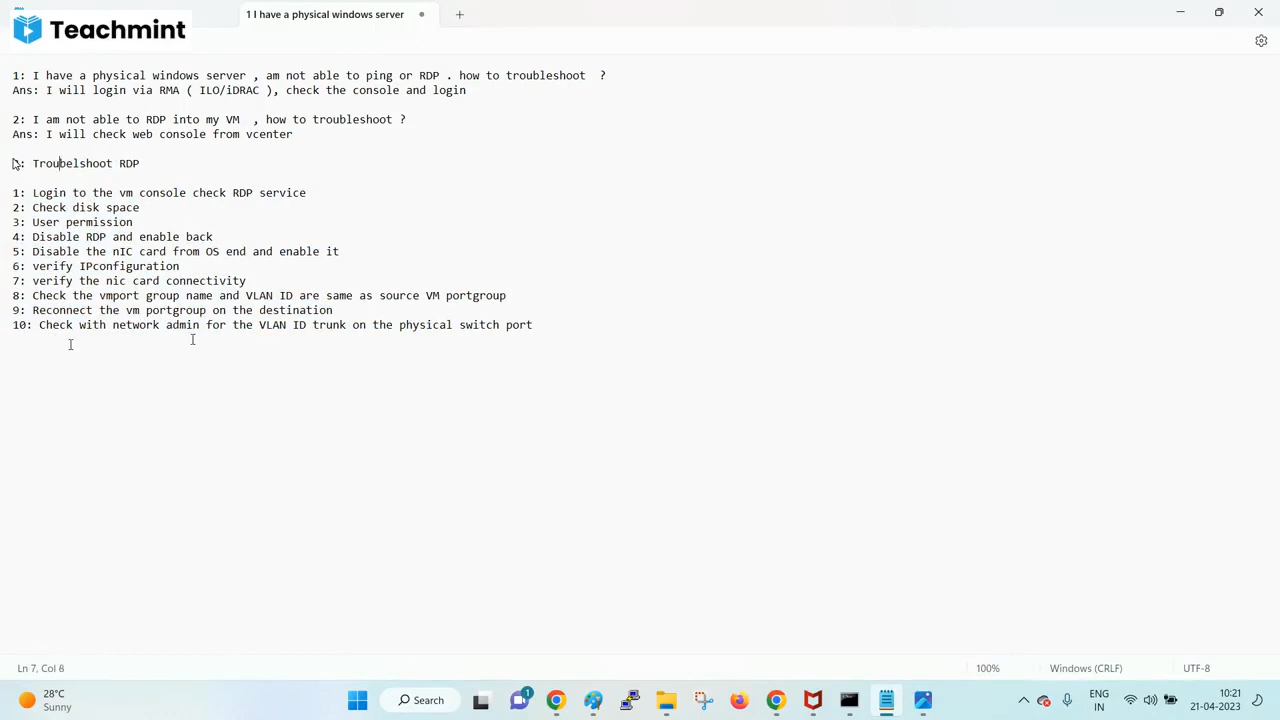 1 I have a physical windows server
Teachmint
1: I have a physical windows server , am not able to ping or RDP . how to troubleshoot  ?
Ans: I will login via RMA ( ILO/iDRAC ), check the console and login
2: I am not able to RDP into my VM  , how to troubleshoot ?
Ans: I will check web console from vcenter
: Troubelshoot RDP
1: Login to the vm console check RDP service
2: Check disk space
3: User permission
4: Disable RDP and enable back
5: Disable the nIC card from OS end and enable it
6: verify IPconfiguration
7: verify the nic card connectivity
8: Check the vmport group name and VLAN ID are same as source VM portgroup
9: Reconnect the vm portgroup on the destination
10: Check with network admin for the VLAN ID trunk on the physical switch port
Ln 7, Col 8
100%
Windows (CRLF)
UTF-8
28°C
Sunny
Search
1
ENG
IN
10:21
21-04-2023